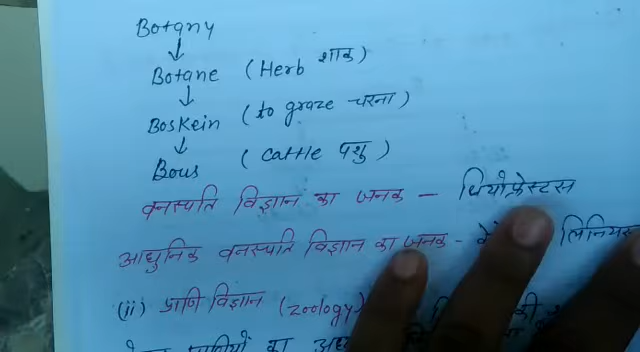 Botany
↓
Botane (Herb शाक)
↓
Boskein (to graze चरना)
↓
Bous (cattle पशु)
वनस्पति विज्ञान का जनक - थियोफ्रेस्टस
आधुनिक वनस्पति विज्ञान का जनक - लिनियस
(ii) प्राणि विज्ञान (zoology)
का